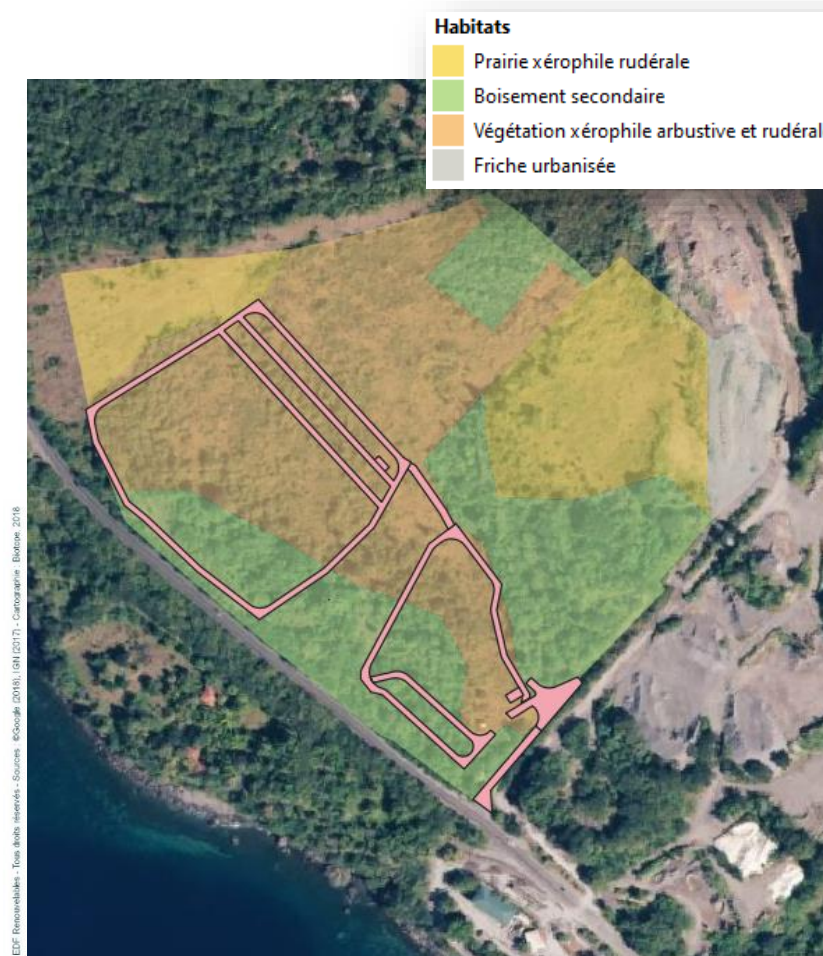 Habitats
Prairie xérophile rudérale
Boisement secondaire
Végétation xérophile arbustive et rudéral
Friche urbanisée
EDF Renouvelables - Tous droits réservés - Sources : ©Google (2018), IGN (2017) - Cartographie : Biotope, 2018